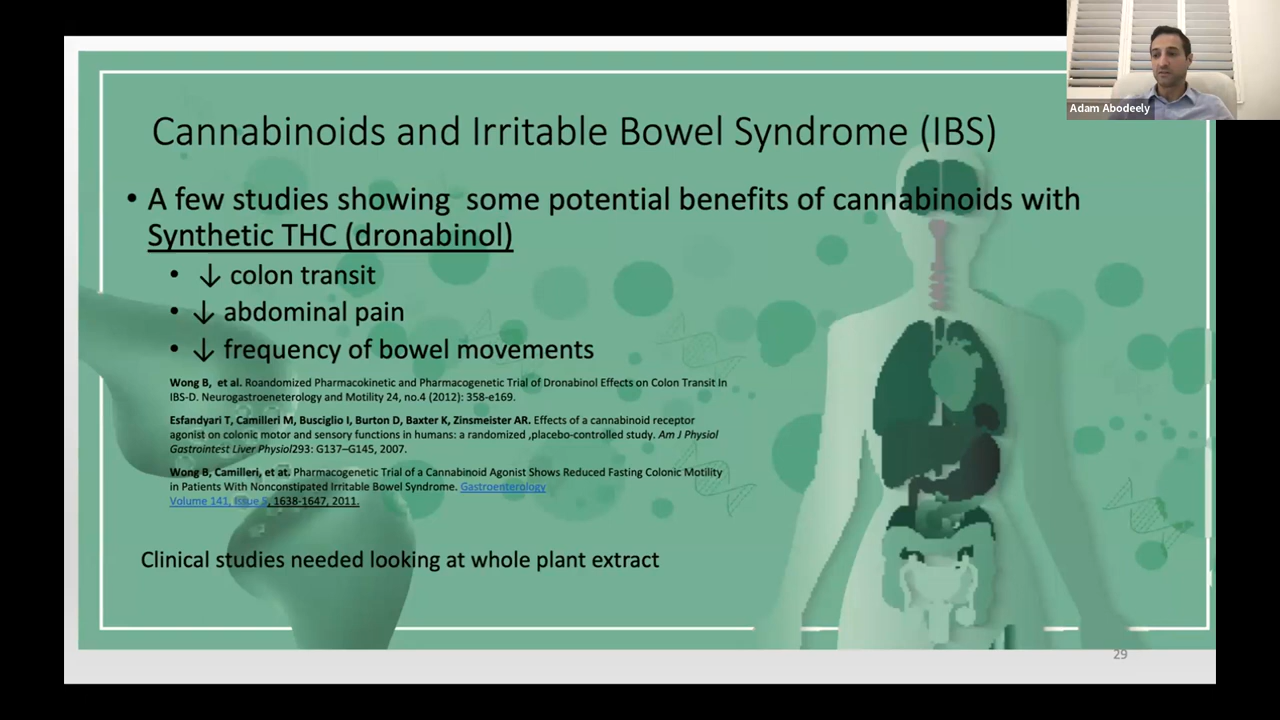 Adam Abodeely
Cannabinoids and Irritable Bowel Syndrome (IBS)
• A few studies showing some potential benefits of cannabinoids with
Synthetic THC (dronabinol)
• ↓ colon transit
• ↓ abdominal pain
• ↓ frequency of bowel movements
Wong B, et al. Roandomized Pharmacokinetic and Pharmacogenetic Trial of Dronabinol Effects on Colon Transit In
IBS-D. Neurogastroeneterology and Motility 24, no.4 (2012): 358-e169.
Esfandyari T, Camilleri M, Busciglio I, Burton D, Baxter K, Zinsmeister AR. Effects of a cannabinoid receptor
agonist on colonic motor and sensory functions in humans: a randomized ,placebo-controlled study. Am J Physiol
Gastrointest Liver Physiol293: G137–G145, 2007.
Wong B, Camilleri, et at. Pharmacogenetic Trial of a Cannabinoid Agonist Shows Reduced Fasting Colonic Motility
in Patients With Nonconstipated Irritable Bowel Syndrome. Gastroenterology
Volume 141, Issue 5, 1638-1647, 2011.
Clinical studies needed looking at whole plant extract
29